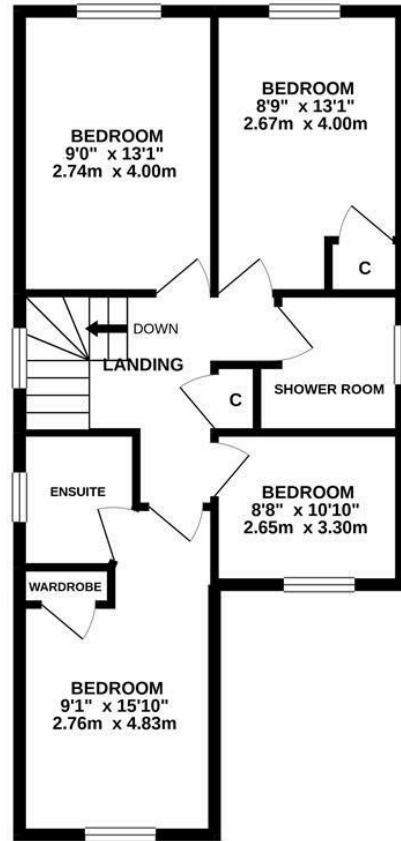 BEDROOM
9'0" x 13'1"
2.74m x 4.00m
BEDROOM
8'9" x 13'1"
2.67m x 4.00m
C
DOWN
LANDING
C
SHOWER ROOM
ENSUITE
BEDROOM
8'8" x 10'10"
2.65m x 3.30m
WARDROBE
BEDROOM
9'1" x 15'10"
2.76m x 4.83m